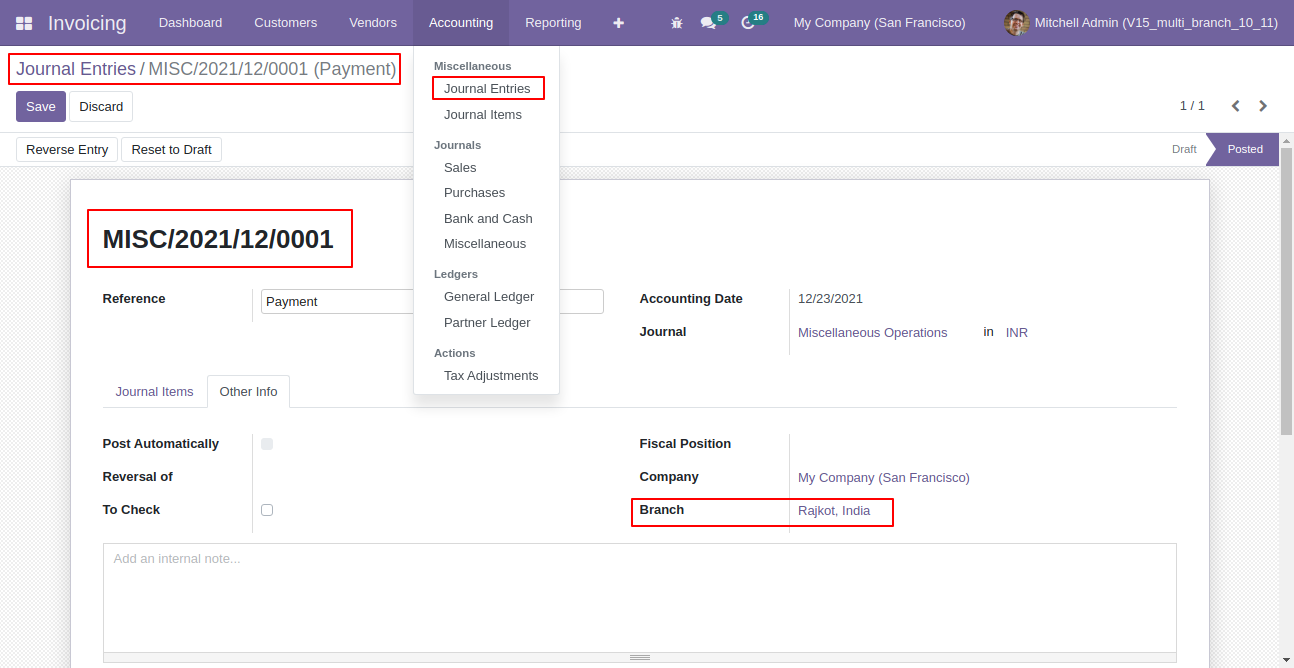 Invoicing Dashboard Customers Vendors Accounting Reporting 5 16 My Company (San Francisco) Mitchell Admin (V15_multi_branch_10_11)
Journal Entries / MISC/2021/12/0001 (Payment)
Save Discard
1 / 1
Miscellaneous
Journal Entries
Journal Items
Journals
Sales
Purchases
Bank and Cash
Miscellaneous
Ledgers
General Ledger
Partner Ledger
Actions
Tax Adjustments
Reverse Entry Reset to Draft
Draft Posted
MISC/2021/12/0001
Reference Payment
Accounting Date 12/23/2021
Journal Miscellaneous Operations in INR
Journal Items Other Info
Post Automatically
Reversal of
To Check
Fiscal Position
Company My Company (San Francisco)
Branch Rajkot, India
Add an internal note...